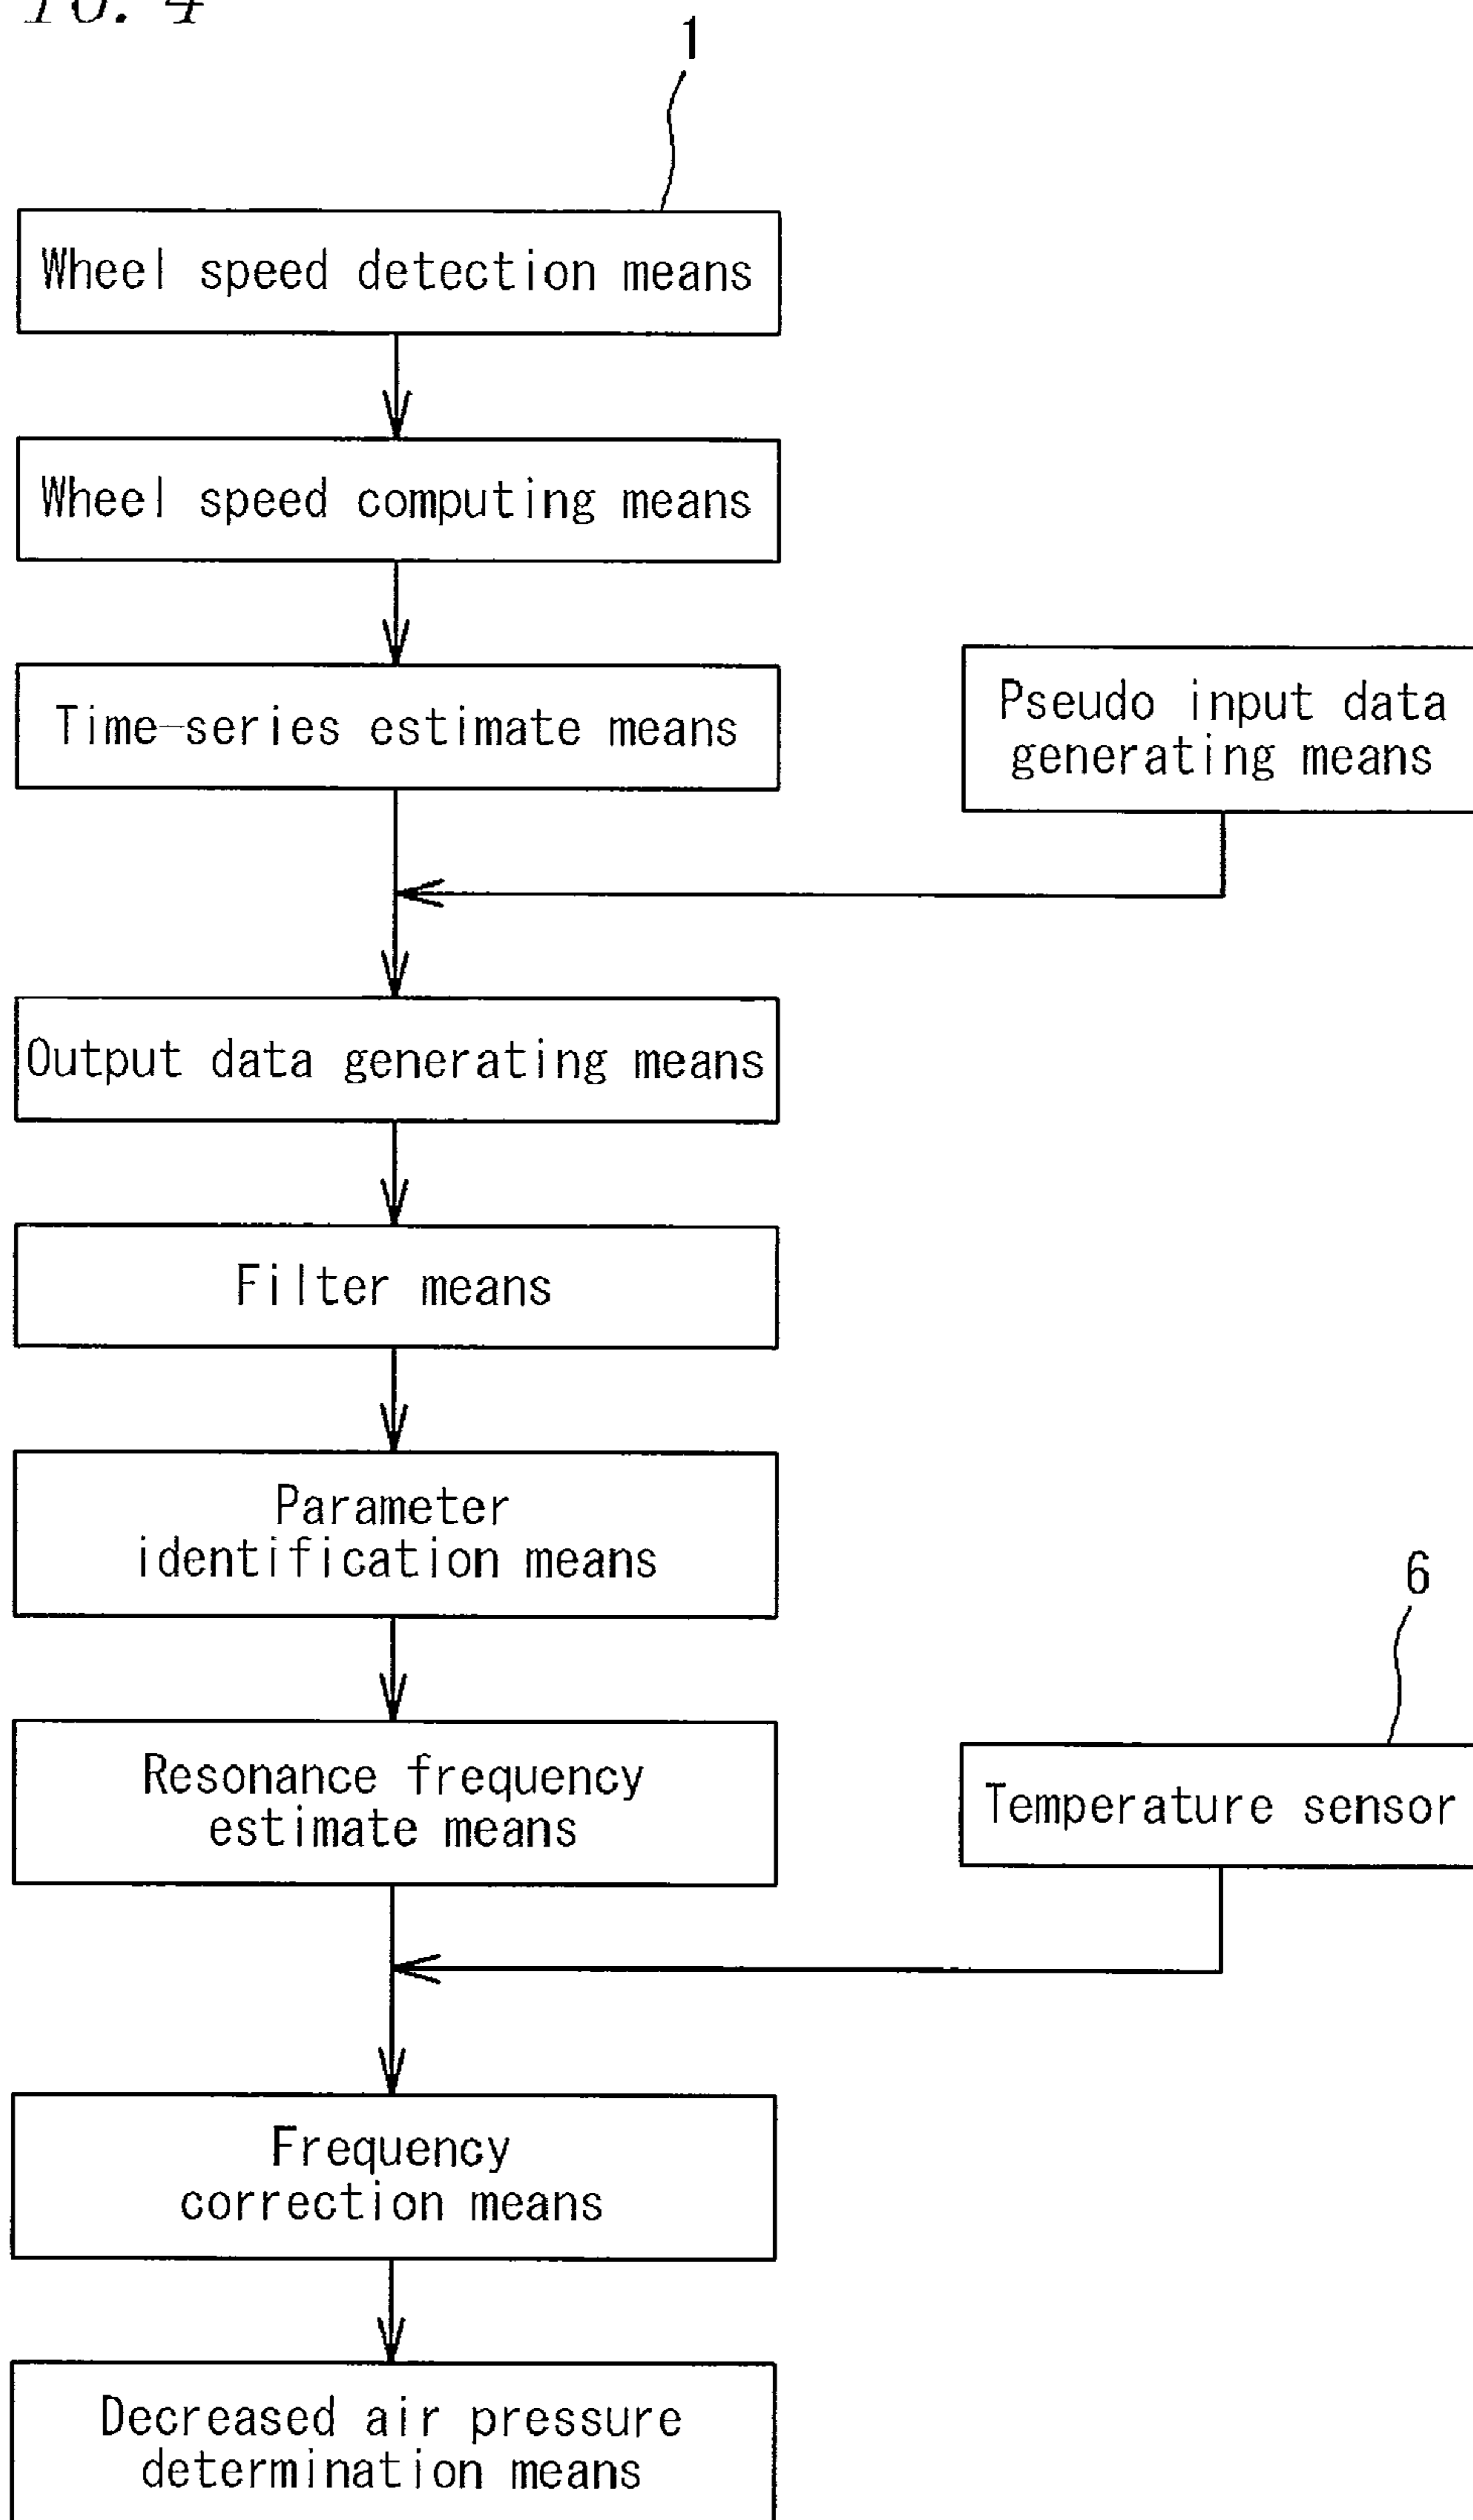 1
Wheel speed detection means
Wheel speed computing means
Time-series estimate means
Pseudo input data
generating means
Output data generating means
Filter means
Parameter
identification means
6
Resonance frequency
estimate means
Temperature sensor
Frequency
correction means
Decreased air pressure
determination means